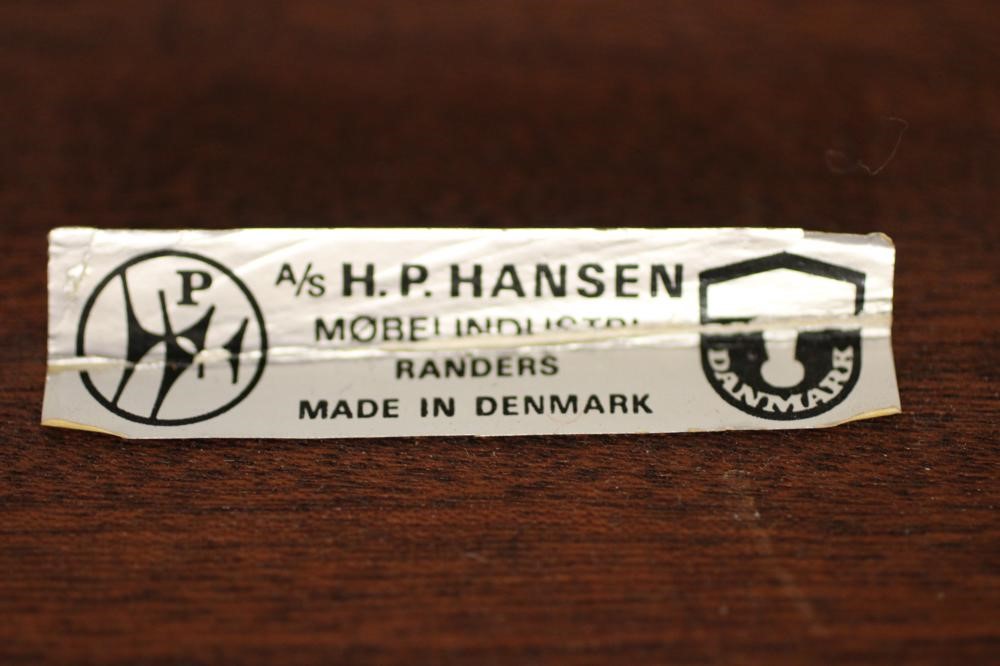 P
A/S H. P. HANSEN
MØBELINDUSTRI
RANDERS
MADE IN DENMARK
DANMARK